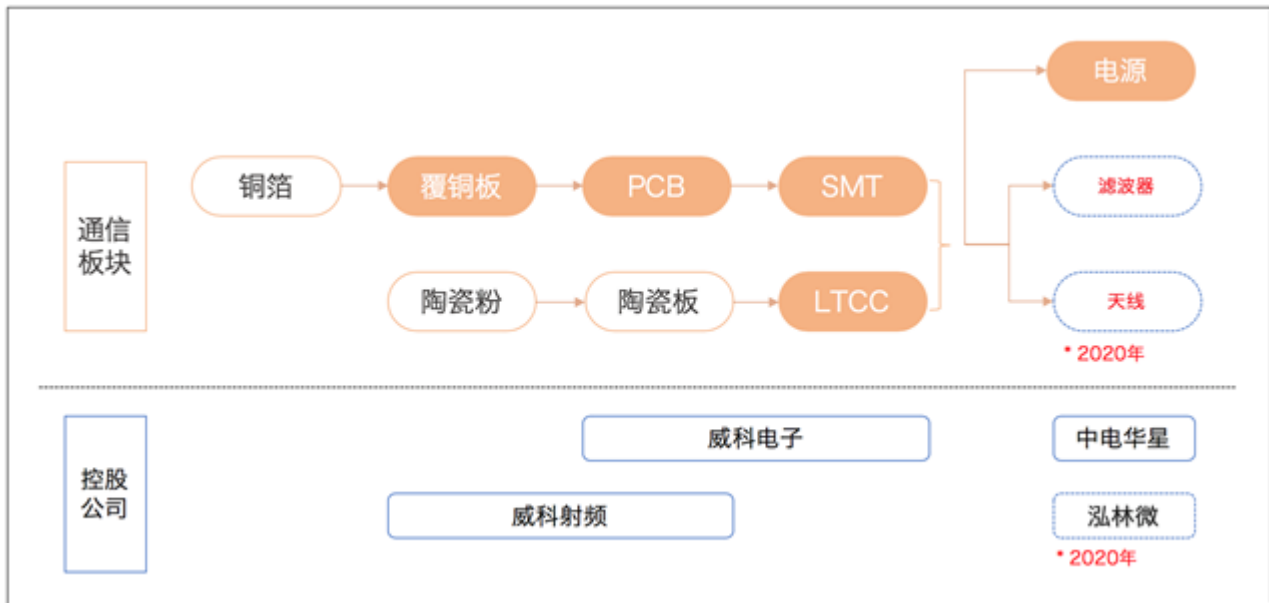 电源
通信
板块
铜箔
覆铜板
PCB
SMT
滤波器
陶瓷粉
陶瓷板
LTCC
天线
* 2020年
控股
公司
威科电子
中电华星
威科射频
泓林微
* 2020年